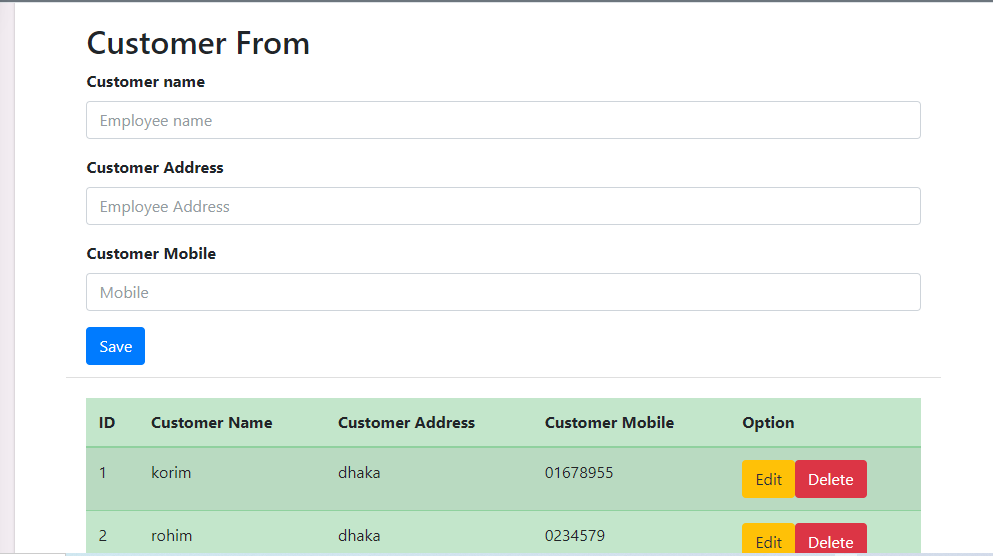 Customer From
Customer name
Employee name
Customer Address
Employee Address
Customer Mobile
Mobile
Save
ID Customer Name Customer Address Customer Mobile Option
1 korim dhaka 01678955 Edit Delete
2 rohim dhaka 0234579 Edit Delete